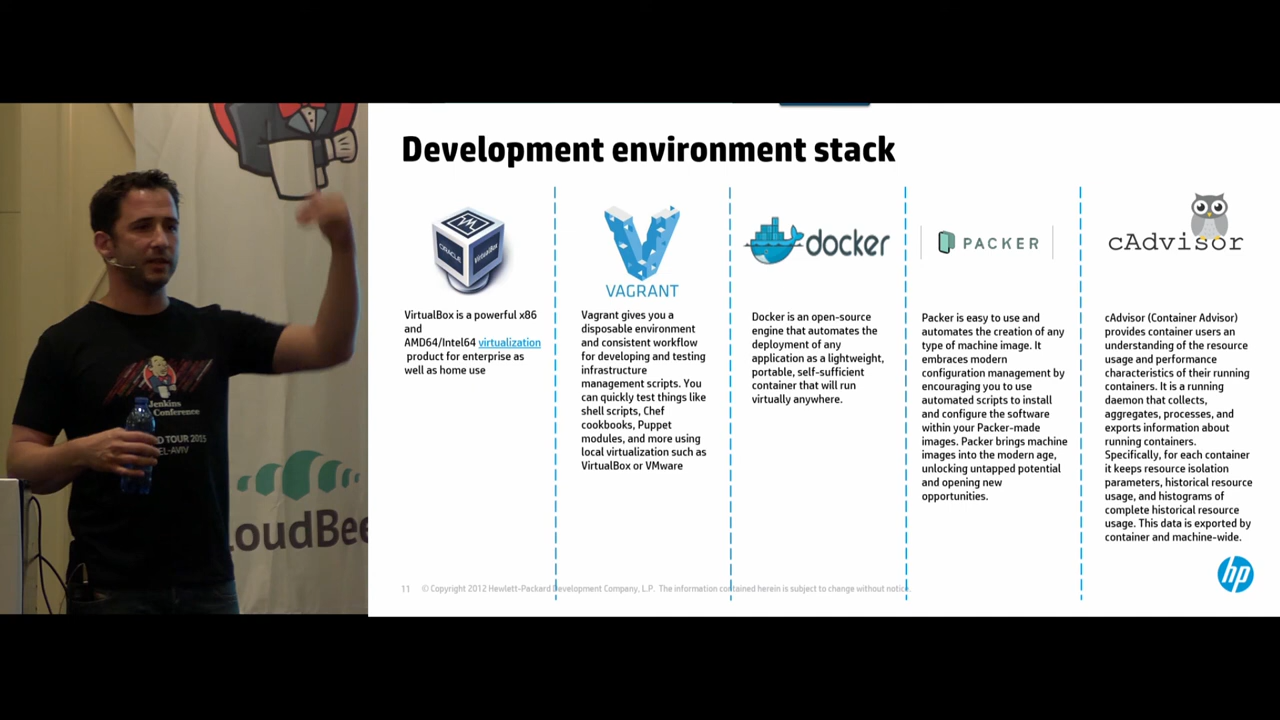 Development environment stack
ORACLE
VirtualBox
VAGRANT
docker
PACKER
cAdvisor
VirtualBox is a powerful x86
and
AMD64/Intel64 virtualization
product for enterprise as
well as home use
Vagrant gives you a
disposable environment
and consistent workflow
for developing and testing
infrastructure
management scripts. You
can quickly test things like
shell scripts, Chef
cookbooks, Puppet
modules, and more using
local virtualization such as
VirtualBox or VMware
Docker is an open-source
engine that automates the
deployment of any
application as a lightweight,
portable, self-sufficient
container that will run
virtually anywhere.
Packer is easy to use and
automates the creation of any
type of machine image. It
embraces modern
configuration management by
encouraging you to use
automated scripts to install
and configure the software
within your Packer-made
images. Packer brings machine
images into the modern age,
unlocking untapped potential
and opening new
opportunities.
cAdvisor (Container Advisor)
provides container users an
understanding of the resource
usage and performance
characteristics of their running
containers. It is a running
daemon that collects,
aggregates, processes, and
exports information about
running containers.
Specifically, for each container
it keeps resource isolation
parameters, historical resource
usage, and histograms of
complete historical resource
usage. This data is exported by
container and machine-wide.
hp
11 © Copyright 2012 Hewlett-Packard Development Company, L.P. The information contained herein is subject to change without notice.
Jenkins
Conference
D TOUR 2015
EL-AVIV
loudBee